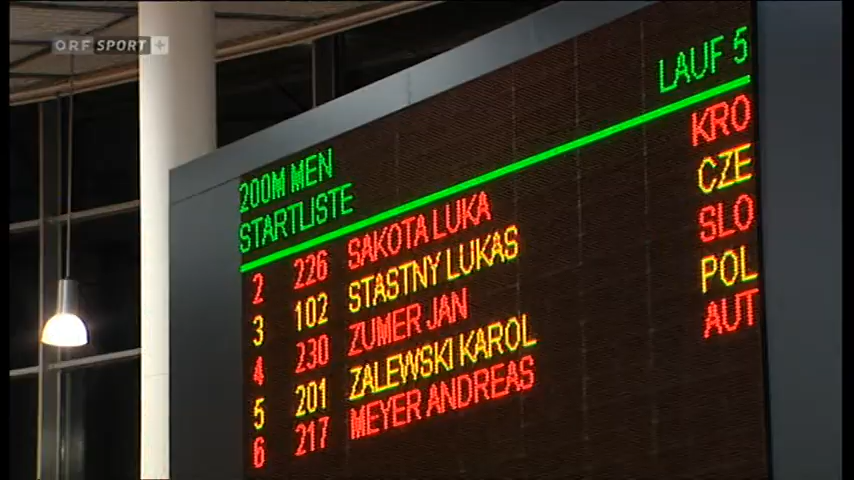 ORF SPORT +
LAUF 5
200M MEN
STARTLISTE
2 226 SAKOTA LUKA KRO
3 102 STASTNY LUKAS CZE
4 230 ZUMER JAN SLO
5 201 ZALEWSKI KAROL POL
6 217 MEYER ANDREAS AUT